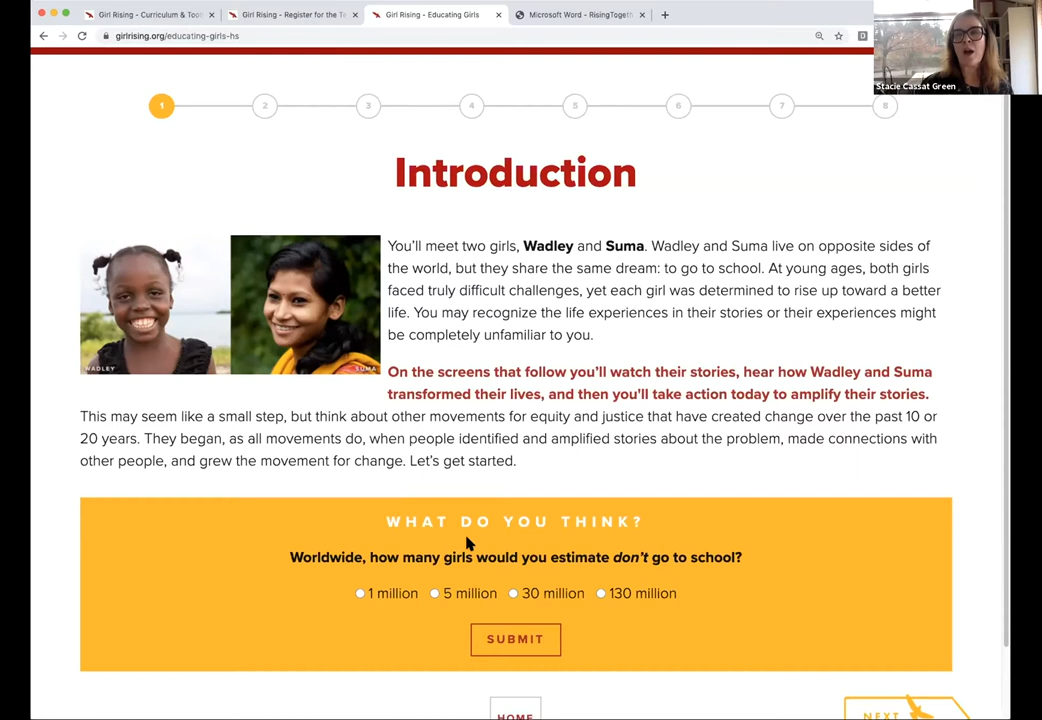 Girl Rising - Curriculum & Tool
Girl Rising - Register for the Te
Girl Rising - Educating Girls
Microsoft Word - RisingTogeth
girlrising.org/educating-girls-hs
Stacie Cassat Green
1 2 3 4 5 6 7 8
Introduction
You'll meet two girls, Wadley and Suma. Wadley and Suma live on opposite sides of
the world, but they share the same dream: to go to school. At young ages, both girls
faced truly difficult challenges, yet each girl was determined to rise up toward a better
life. You may recognize the life experiences in their stories or their experiences might
be completely unfamiliar to you.
WADLEY
SUMA
On the screens that follow you'll watch their stories, hear how Wadley and Suma
transformed their lives, and then you'll take action today to amplify their stories.
This may seem like a small step, but think about other movements for equity and justice that have created change over the past 10 or
20 years. They began, as all movements do, when people identified and amplified stories about the problem, made connections with
other people, and grew the movement for change. Let's get started.
WHAT DO YOU THINK?
Worldwide, how many girls would you estimate don't go to school?
1 million 5 million 30 million 130 million
SUBMIT
HOME
NEXT